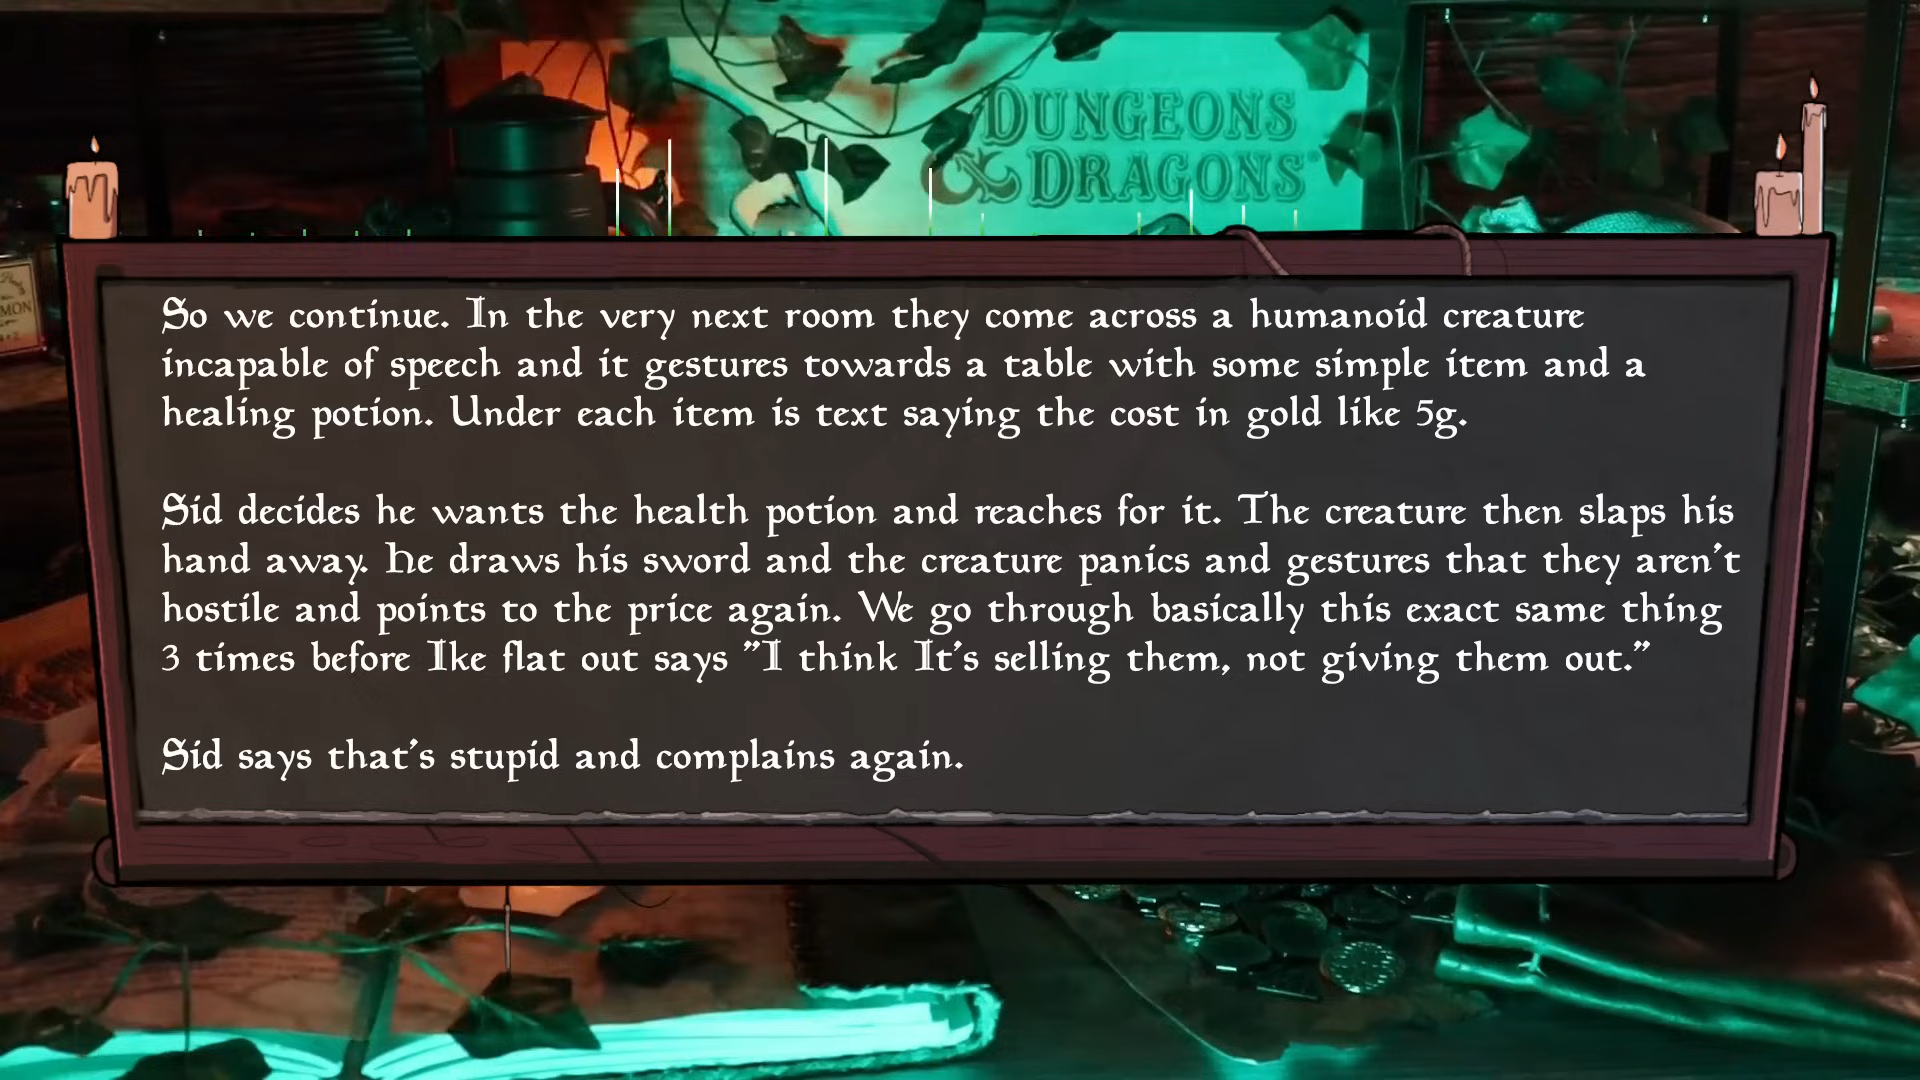 DUNGEONS
& DRAGONS
MON
So we continue. In the very next room they come across a humanoid creature
incapable of speech and it gestures towards a table with some simple item and a
healing potion. Under each item is text saying the cost in gold like 5g.
Sid decides he wants the health potion and reaches for it. The creature then slaps his
hand away. He draws his sword and the creature panics and gestures that they aren't
hostile and points to the price again. We go through basically this exact same thing
3 times before Ike flat out says "I think It's selling them, not giving them out."
Sid says that's stupid and complains again.